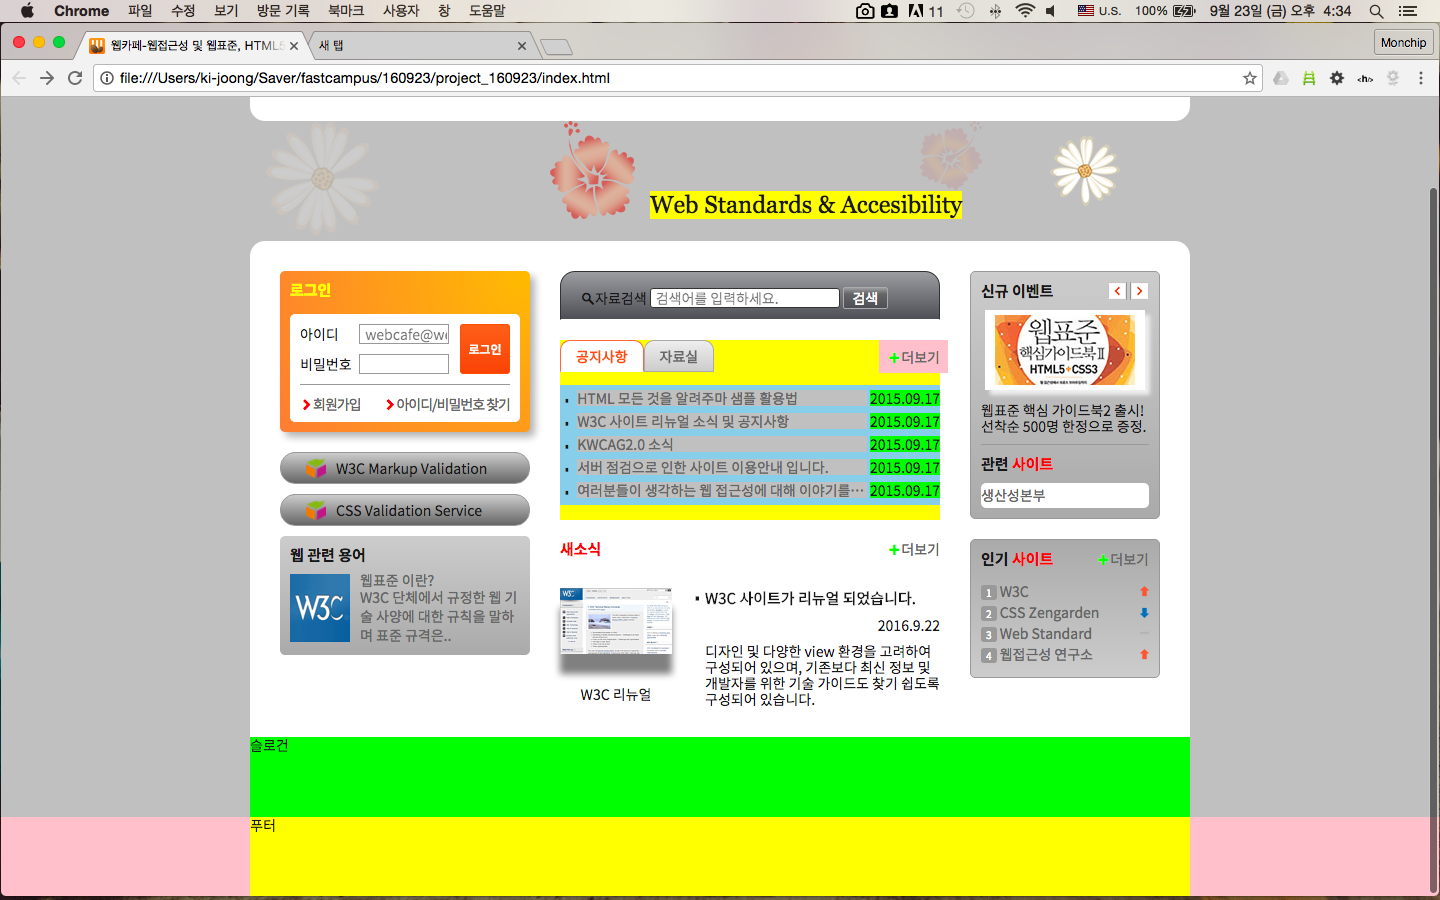 Chrome 파일 수정 보기 방문 기록 북마크 사용자 창 도움말 11 U.S. 100% 9월 23일 (금) 오후 4:34
웹카페-웹접근성 및 웹표준, HTML5 새 탭 Monchip
file:///Users/ki-joong/Saver/fastcampus/160923/project_160923/index.html
Web Standards & Accesibility
로그인
아이디 webcafe@we
비밀번호
로그인
회원가입 아이디/비밀번호 찾기
W3C Markup Validation
CSS Validation Service
웹 관련 용어
W3C
웹표준 이란?
W3C 단체에서 규정한 웹 기
술 사양에 대한 규칙을 말하
며 표준 규격은..
자료검색 검색어를 입력하세요. 검색
공지사항 자료실 +더보기
HTML 모든 것을 알려주마 샘플 활용법 2015.09.17
W3C 사이트 리뉴얼 소식 및 공지사항 2015.09.17
KWCAG2.0 소식 2015.09.17
서버 점검으로 인한 사이트 이용안내 입니다. 2015.09.17
여러분들이 생각하는 웹 접근성에 대해 이야기를… 2015.09.17
새소식 +더보기
W3C 리뉴얼
W3C 사이트가 리뉴얼 되었습니다.
2016.9.22
디자인 및 다양한 view 환경을 고려하여
구성되어 있으며, 기존보다 최신 정보 및
개발자를 위한 기술 가이드도 찾기 쉽도록
구성되어 있습니다.
신규 이벤트
웹표준
핵심가이드북Ⅱ
HTML5+CSS3
웹표준 핵심 가이드북2 출시!
선착순 500명 한정으로 증정.
관련 사이트
생산성본부
인기 사이트 +더보기
1 W3C
2 CSS Zengarden
3 Web Standard
4 웹접근성 연구소
슬로건
푸터